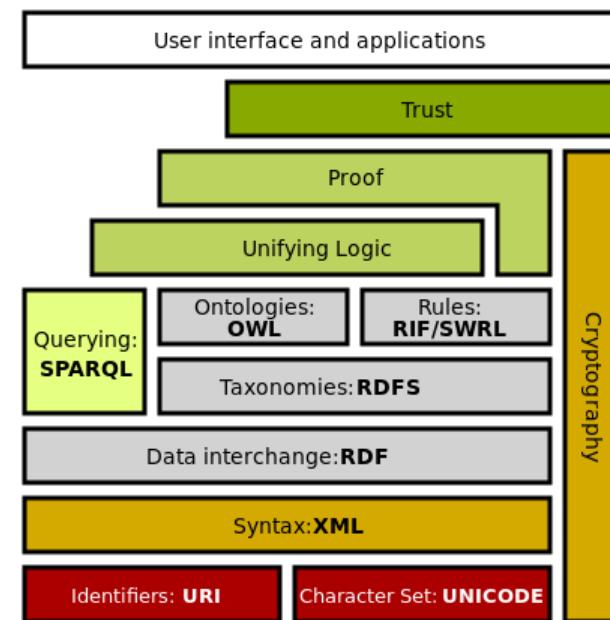 User interface and applications
Trust
Proof
Unifying Logic
Ontologies:
OWL
Rules:
RIF/SWRL
Querying:
SPARQL
Taxonomies: RDFS
Data interchange: RDF
Syntax: XML
Identifiers: URI
Character Set: UNICODE
Cryptography